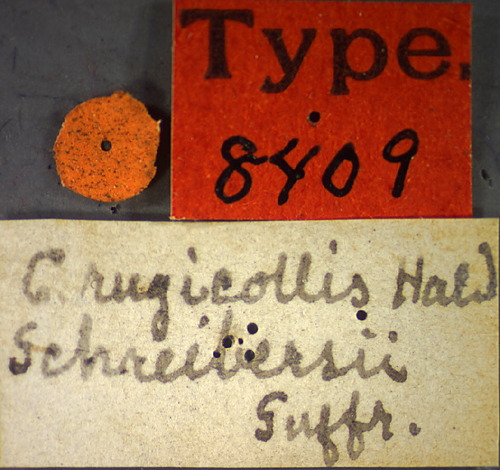 Type.
8409
C. rugicollis Hald
Schreibersii
Suffr.